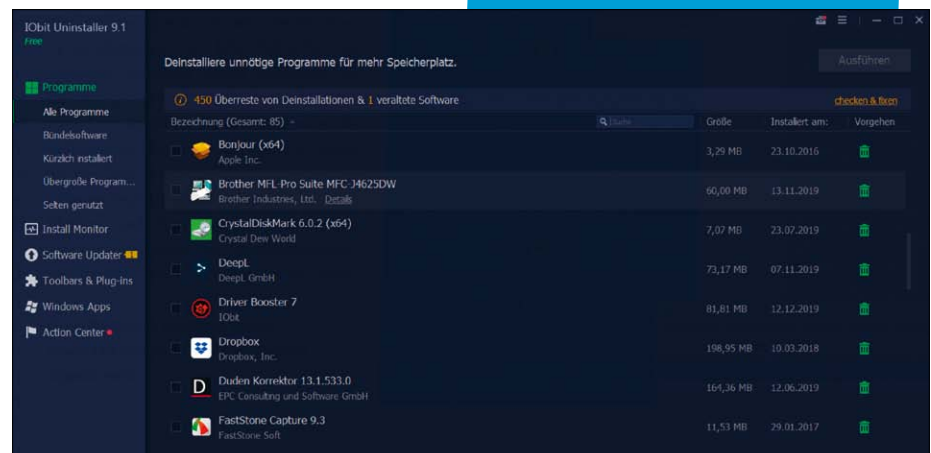 IObit Uninstaller 9.1
Free
Deinstalliere unnötige Programme für mehr Speicherplatz.
Ausführen
Programme
Alle Programme
Bündelsoftware
Kürzlich installiert
Übergroße Program...
Selten genutzt
Install Monitor
Software Updater
Toolbars & Plug-ins
Windows Apps
Action Center
450 Überreste von Deinstallationen & 1 veraltete Software
checken & fixen
Bezeichnung (Gesamt: 85)
Größe
Installiert am:
Vorgehen
Bonjour (x64)
Apple Inc.
3,29 MB
23.10.2016
Brother MFL-Pro Suite MFC-J4625DW
Brother Industries, Ltd. Details
60,00 MB
13.11.2019
CrystalDiskMark 6.0.2 (x64)
Crystal Dew World
7,07 MB
23.07.2019
DeepL
DeepL GmbH
73,17 MB
07.11.2019
Driver Booster 7
IObit
81,81 MB
12.12.2019
Dropbox
Dropbox, Inc.
198,95 MB
10.03.2018
Duden Korrektor 13.1.533.0
EPC Consulting und Software GmbH
164,36 MB
12.06.2019
FastStone Capture 9.3
FastStone Soft
11,53 MB
29.01.2017